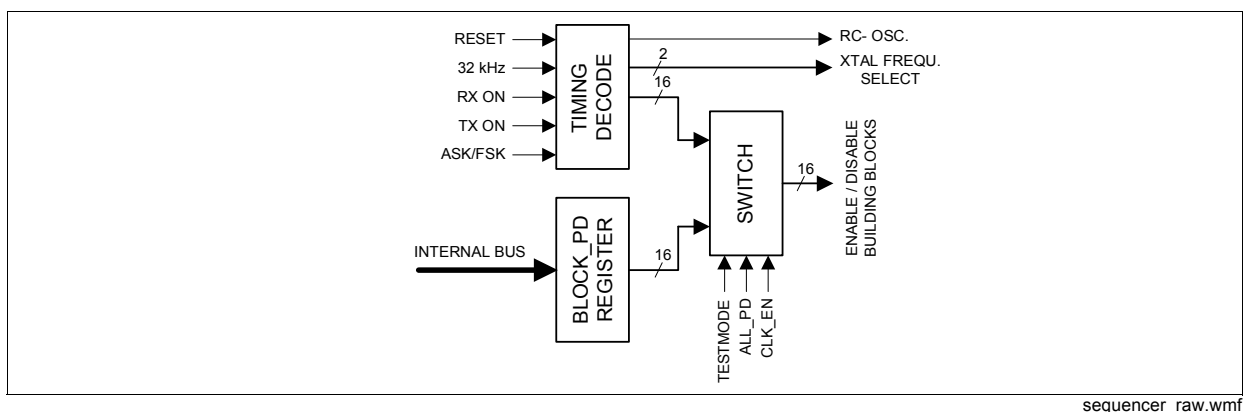 RESET
32 kHz
RX ON
TX ON
ASK/FSK
TIMING
DECODE
RC- OSC.
2
XTAL FREQU.
SELECT
16
SWITCH
16
ENABLE / DISABLE
BUILDING BLOCKS
INTERNAL BUS
BLOCK_PD
REGISTER
16
TESTMODE
ALL_PD
CLK_EN
sequencer_raw.wmf